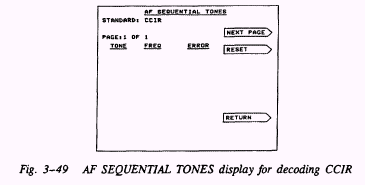 AF SEQUENTIAL TONES
STANDARD: CCIR
NEXT PAGE
PAGE:1 OF 1
TONE FREQ ERROR
RESET
RETURN
Fig. 3-49 AF SEQUENTIAL TONES display for decoding CCIR